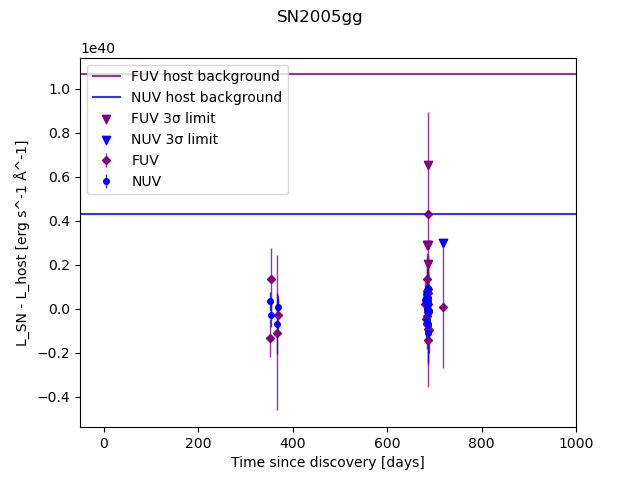 SN2005gg
1e40
FUV host background
NUV host background
FUV 3σ limit
NUV 3σ limit
FUV
NUV
1.0
0.8
0.6
0.4
0.2
0.0
−0.2
−0.4
L_SN - L_host [erg s^-1 Å^-1]
0
200
400
600
800
1000
Time since discovery [days]